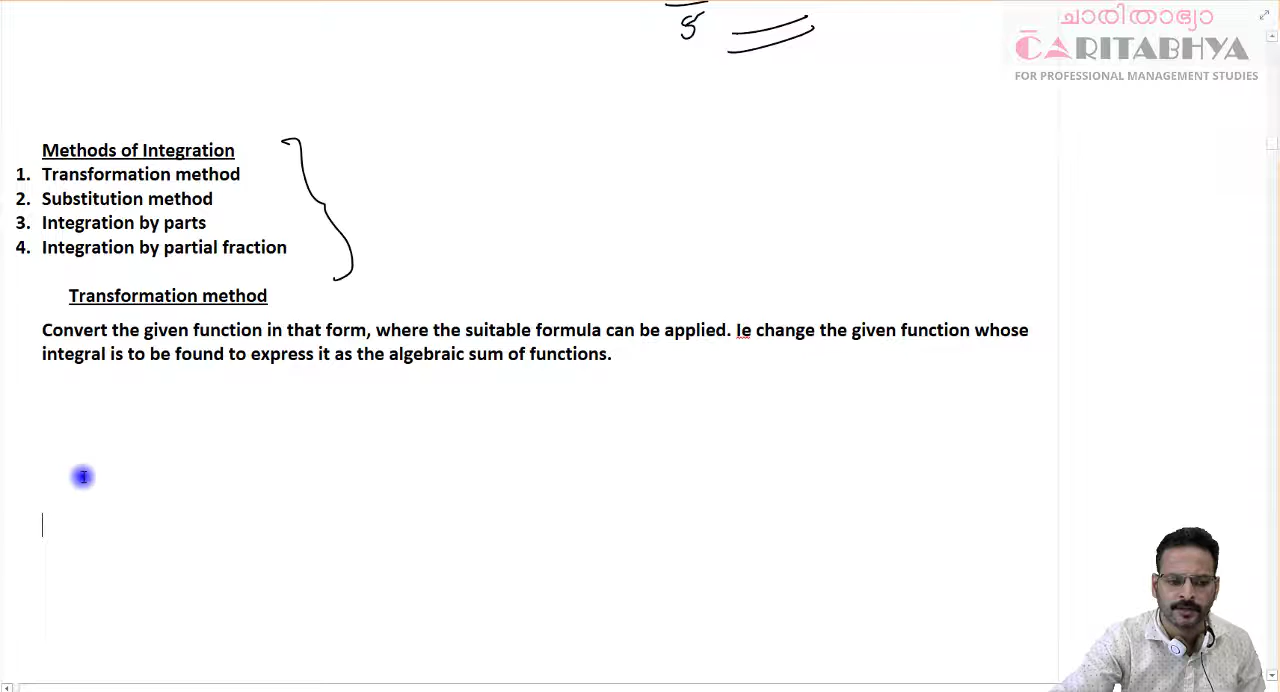 5
ചാരിതാഭ്യാ
CARITABHYA
FOR PROFESSIONAL MANAGEMENT STUDIES
Methods of Integration
1. Transformation method
2. Substitution method
3. Integration by parts
4. Integration by partial fraction
Transformation method
Convert the given function in that form, where the suitable formula can be applied. Ie change the given function whose
integral is to be found to express it as the algebraic sum of functions.